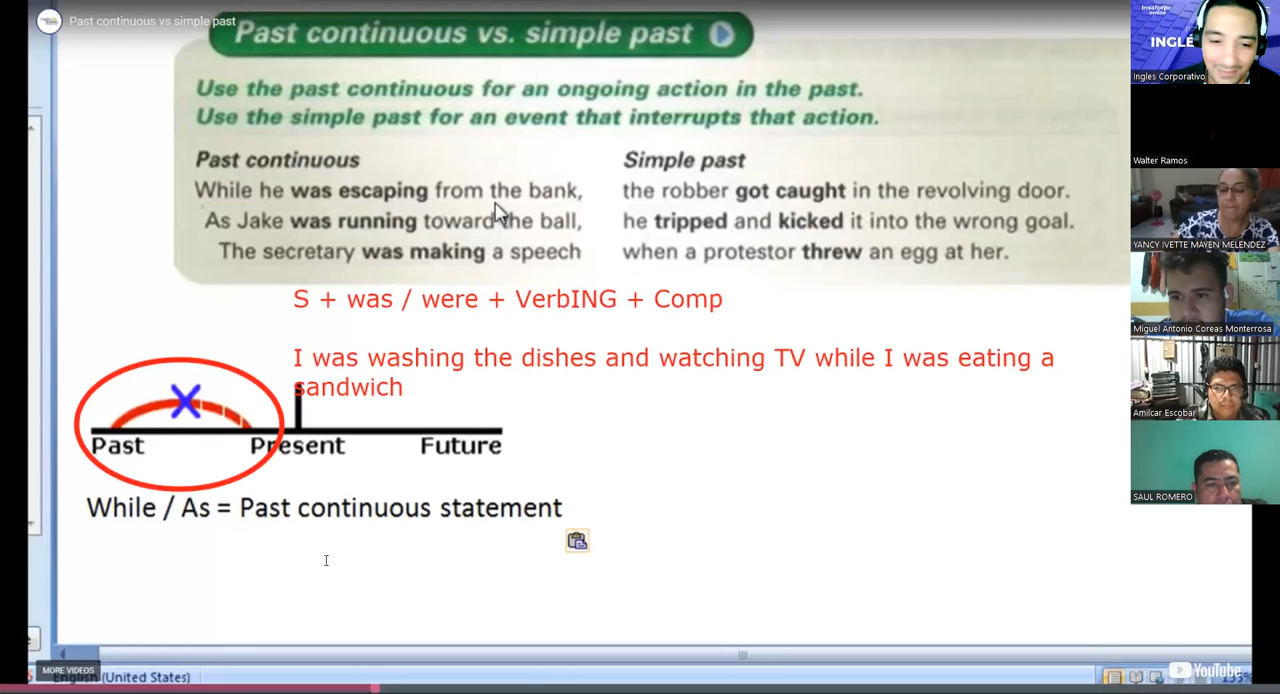 Past continuous vs simple past
Past continuous vs. simple past
Use the past continuous for an ongoing action in the past.
Use the simple past for an event that interrupts that action.
Past continuous
Simple past
While he was escaping from the bank,
the robber got caught in the revolving door.
As Jake was running toward the ball,
he tripped and kicked it into the wrong goal.
The secretary was making a speech
when a protestor threw an egg at her.
S + was / were + VerbING + Comp
I was washing the dishes and watching TV while I was eating a
sandwich
Past
Present
Future
While / As = Past continuous statement
MORE VIDEOS
English (United States)
YouTube
Insaforpe
online
INGLÉ
Ingles Corporativo
Walter Ramos
YANCY IVETTE MAYEN MELENDEZ
Miguel Antonio Coreas Monterrosa
Amilcar Escobar
SAUL ROMERO